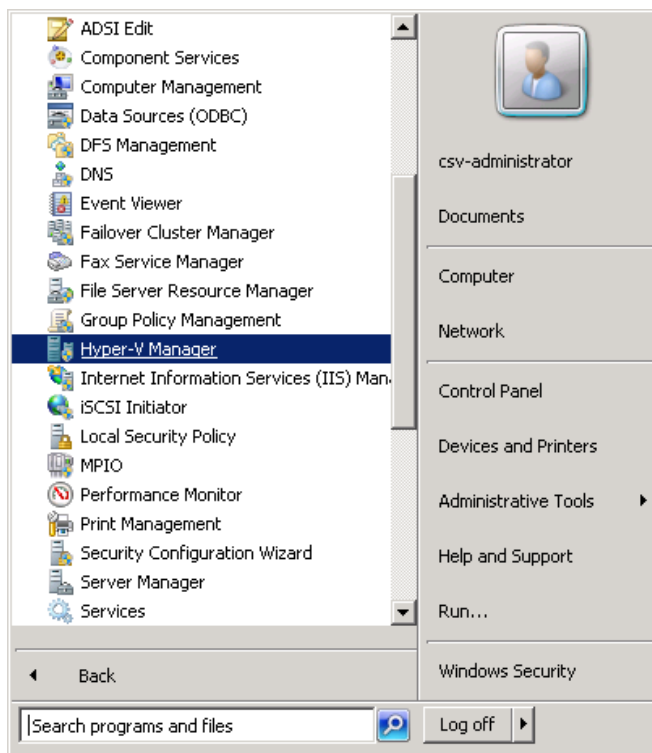 ADSI Edit
Component Services
Computer Management
Data Sources (ODBC)
DFS Management
DNS
Event Viewer
Failover Cluster Manager
Fax Service Manager
File Server Resource Manager
Group Policy Management
Hyper-V Manager
Internet Information Services (IIS) Man
iSCSI Initiator
Local Security Policy
MPIO
Performance Monitor
Print Management
Security Configuration Wizard
Server Manager
Services
Back
Search programs and files
csv-administrator
Documents
Computer
Network
Control Panel
Devices and Printers
Administrative Tools
Help and Support
Run...
Windows Security
Log off